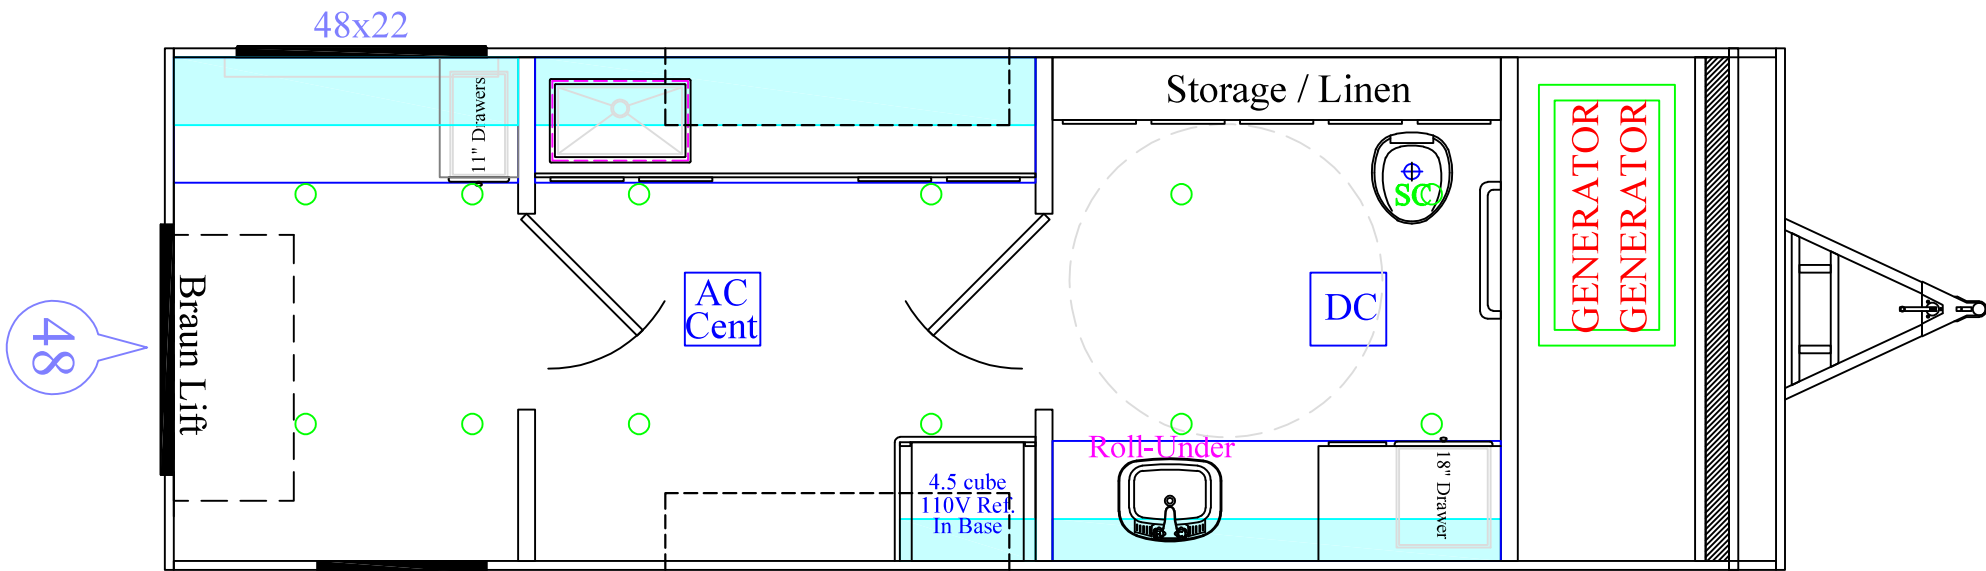 48x22
11" Drawers
Storage / Linen
GENERATOR
GENERATOR
SC
48
Braun Lift
AC
Cent
DC
Roll-Under
4.5 cube
110V Ref.
In Base
18" Drawer